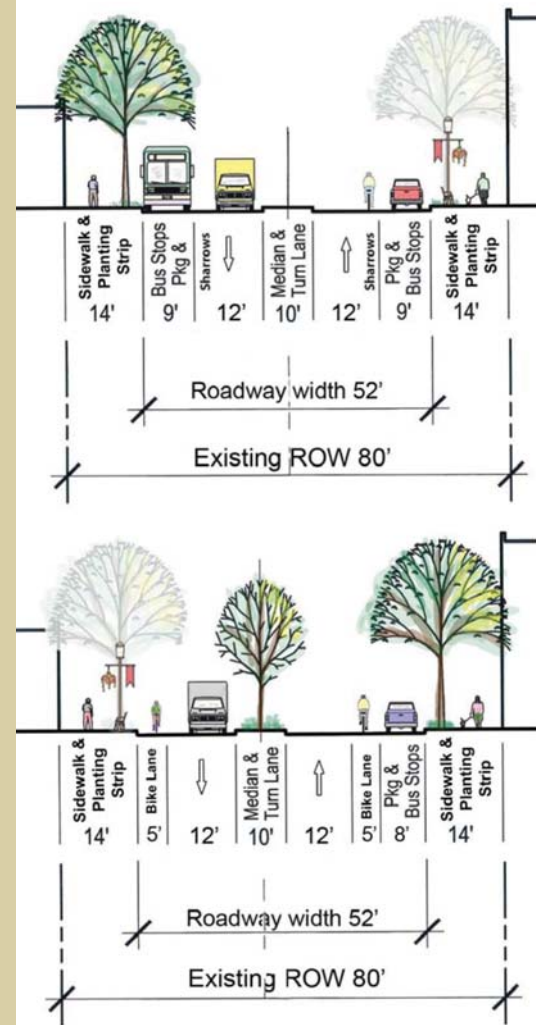 Sidewalk &
Planting
Strip
14'
Bus Stops
Pkg &
9'
Sharrows
12'
Median &
Turn Lane
10'
12'
Sharrows
Pkg &
Bus Stops
9'
Sidewalk &
Planting
Strip
14'
Roadway width 52'
Existing ROW 80'
Sidewalk &
Planting
Strip
14'
Bike Lane
5'
12'
Median &
Turn Lane
10'
12'
Bike Lane
5'
Pkg &
Bus Stops
8'
Sidewalk &
Planting
Strip
14'
Roadway width 52'
Existing ROW 80'